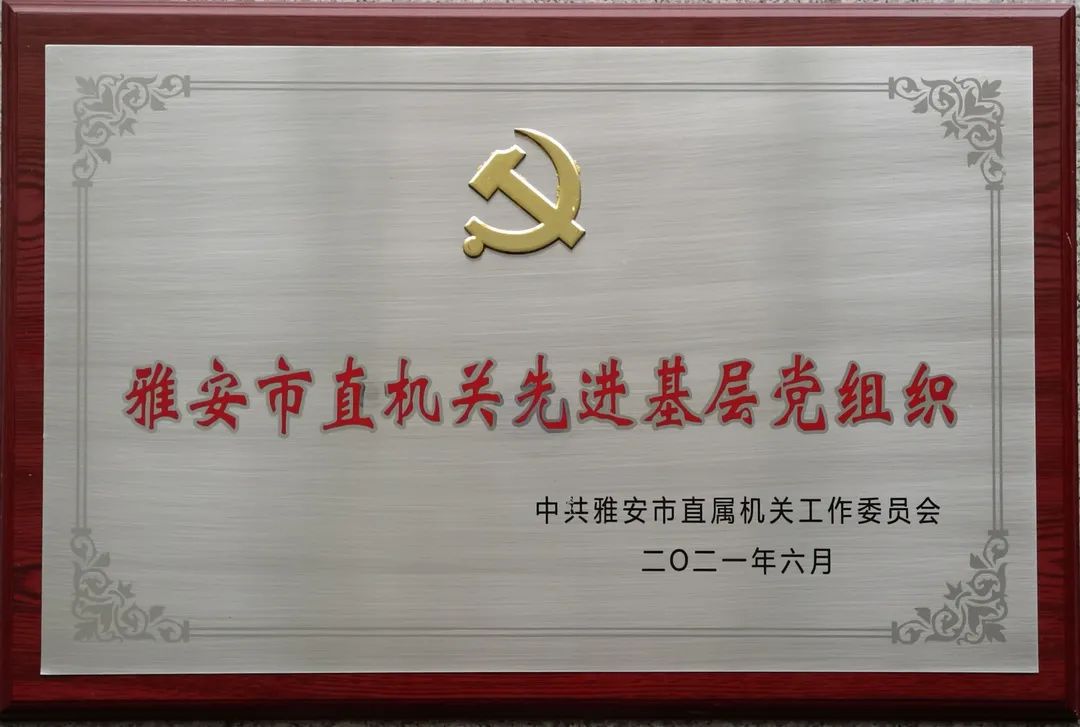 雅安市直机关先进基层党组织
中共雅安市直属机关工作委员会
二〇二一年六月